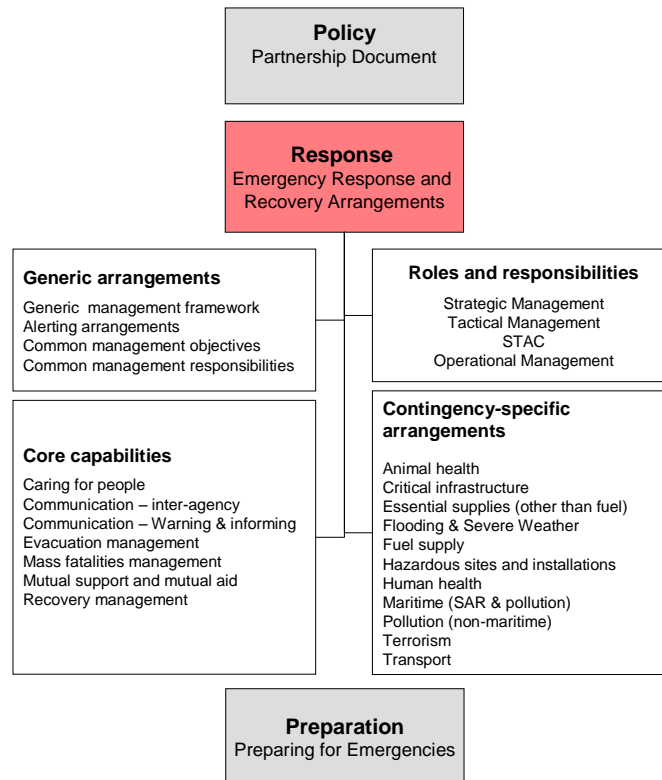 Policy
Partnership Document
Response
Emergency Response and
Recovery Arrangements
Generic arrangements
Generic management framework
Alerting arrangements
Common management objectives
Common management responsibilities
Roles and responsibilities
Strategic Management
Tactical Management
STAC
Operational Management
Core capabilities
Caring for people
Communication – inter-agency
Communication – Warning & informing
Evacuation management
Mass fatalities management
Mutual support and mutual aid
Recovery management
Contingency-specific
arrangements
Animal health
Critical infrastructure
Essential supplies (other than fuel)
Flooding & Severe Weather
Fuel supply
Hazardous sites and installations
Human health
Maritime (SAR & pollution)
Pollution (non-maritime)
Terrorism
Transport
Preparation
Preparing for Emergencies